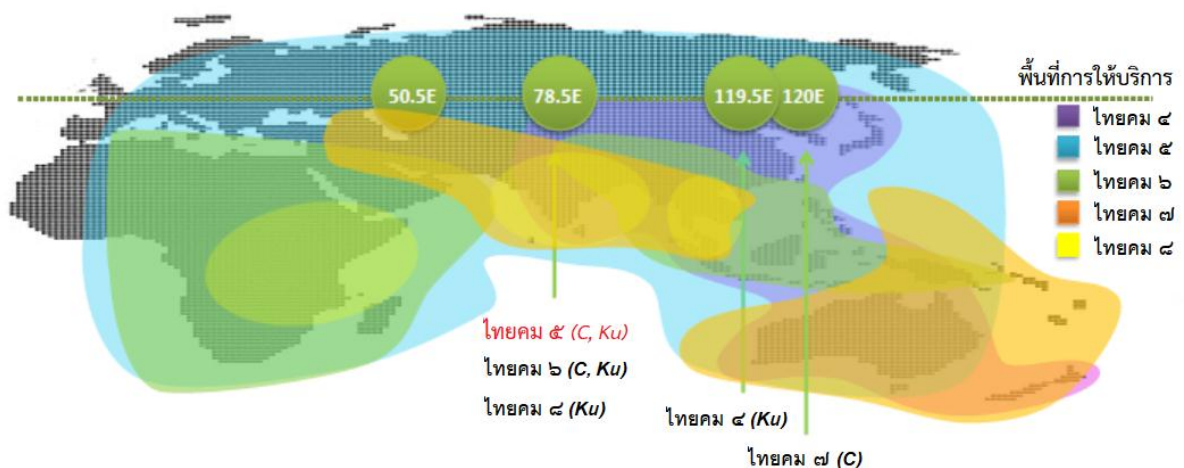 พื้นที่การให้บริการ
50.5E 78.5E 119.5E 120E
ไทยคม ๔
ไทยคม ๕
ไทยคม ๖
ไทยคม ๗
ไทยคม ๘
ไทยคม ๕ (C, Ku)
ไทยคม ๖ (C, Ku)
ไทยคม ๘ (Ku)
ไทยคม ๔ (Ku)
ไทยคม ๗ (C)